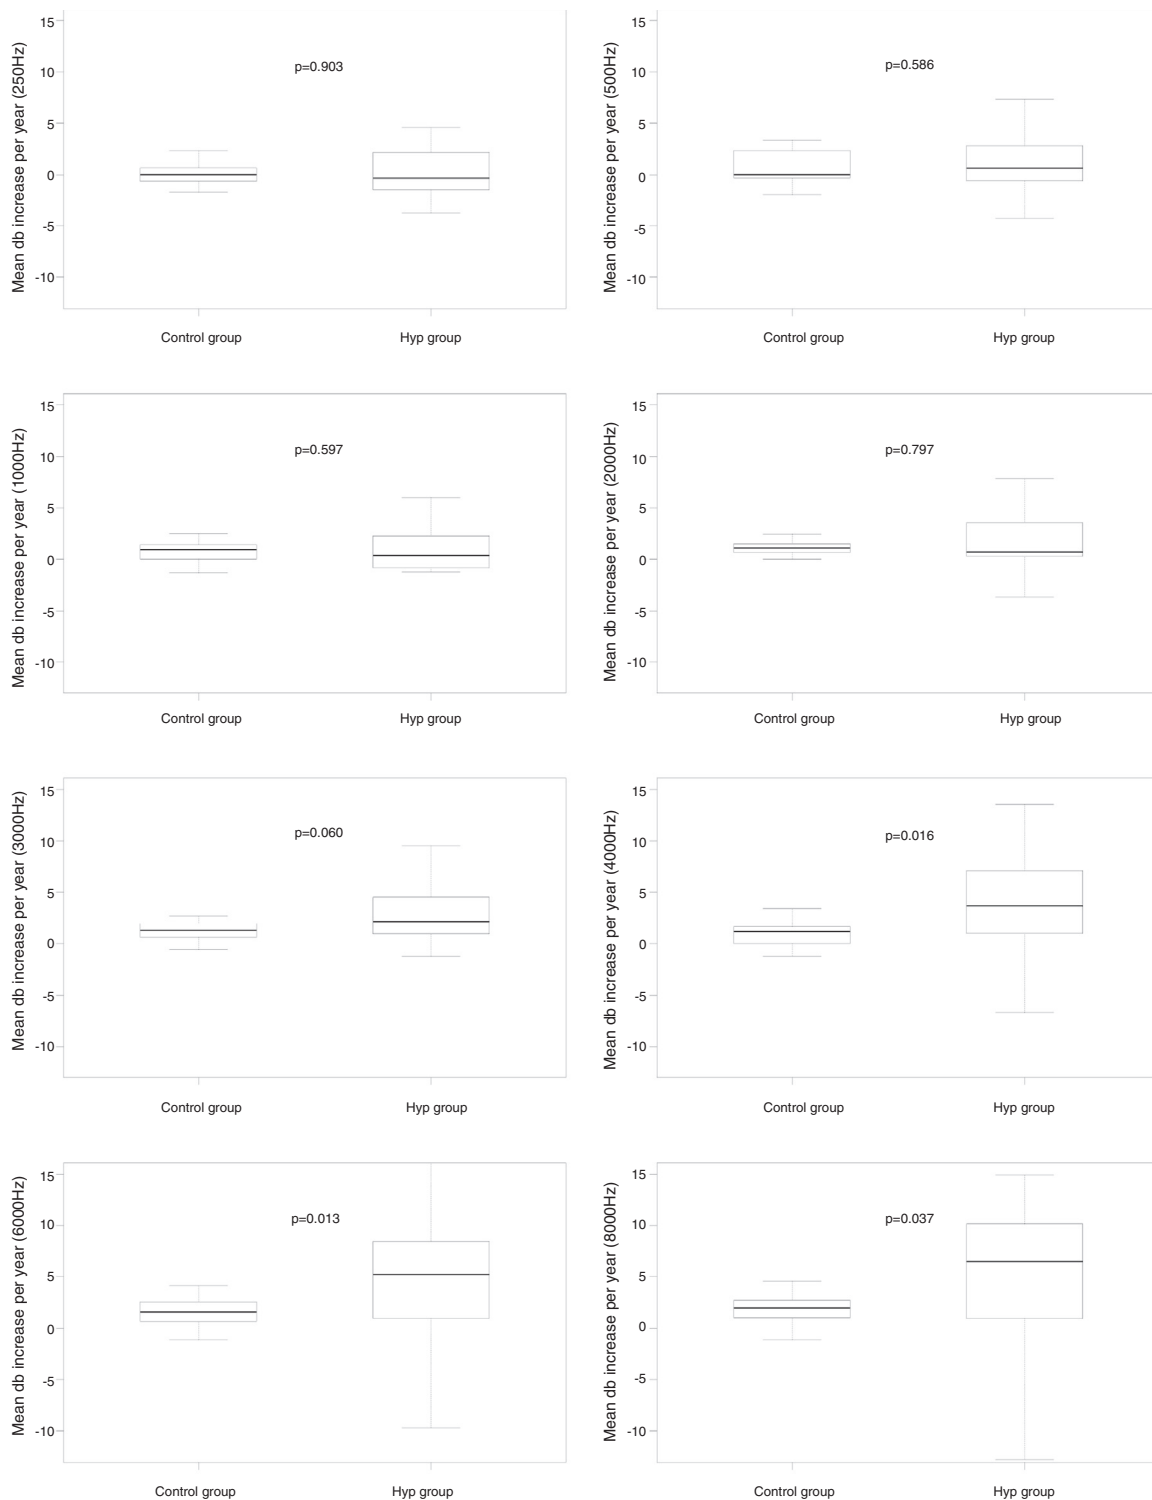 Mean db increase per year (250Hz)
15
10
5
0
-5
-10
p=0.903
Control group
Hyp group
Mean db increase per year (500Hz)
15
10
5
0
-5
-10
p=0.586
Control group
Hyp group
Mean db increase per year (1000Hz)
15
10
5
0
-5
-10
p=0.597
Control group
Hyp group
Mean db increase per year (2000Hz)
15
10
5
0
-5
-10
p=0.797
Control group
Hyp group
Mean db increase per year (3000Hz)
15
10
5
0
-5
-10
p=0.060
Control group
Hyp group
Mean db increase per year (4000Hz)
15
10
5
0
-5
-10
p=0.016
Control group
Hyp group
Mean db increase per year (6000Hz)
15
10
5
0
-5
-10
p=0.013
Control group
Hyp group
Mean db increase per year (8000Hz)
15
10
5
0
-5
-10
p=0.037
Control group
Hyp group